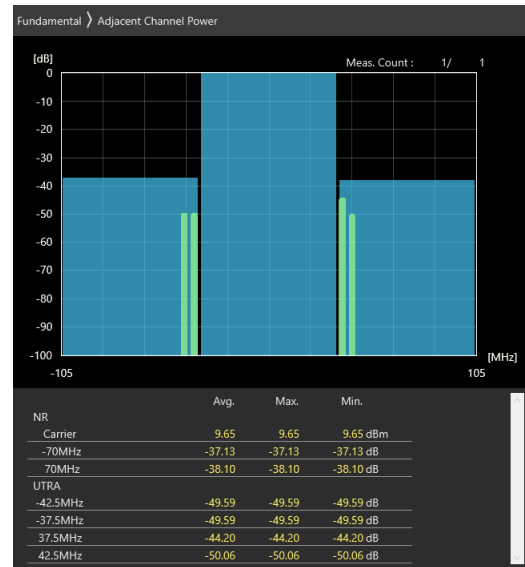 Fundamental 〉 Adjacent Channel Power
[dB]
Meas. Count : 1/ 1
0
-10
-20
-30
-40
-50
-60
-70
-80
-90
-100
[MHz]
-105 105
Avg. Max. Min.
NR
Carrier 9.65 9.65 9.65 dBm
-70MHz -37.13 -37.13 -37.13 dB
70MHz -38.10 -38.10 -38.10 dB
UTRA
-42.5MHz -49.59 -49.59 -49.59 dB
-37.5MHz -49.59 -49.59 -49.59 dB
37.5MHz -44.20 -44.20 -44.20 dB
42.5MHz -50.06 -50.06 -50.06 dB